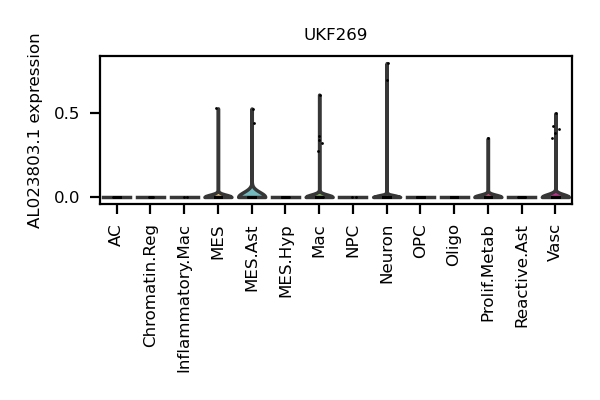 UKF269
AL023803.1 expression
0.5
0.0
AC
Chromatin.Reg
Inflammatory.Mac
MES
MES.Ast
MES.Hyp
Mac
NPC
Neuron
OPC
Oligo
Prolif.Metab
Reactive.Ast
Vasc